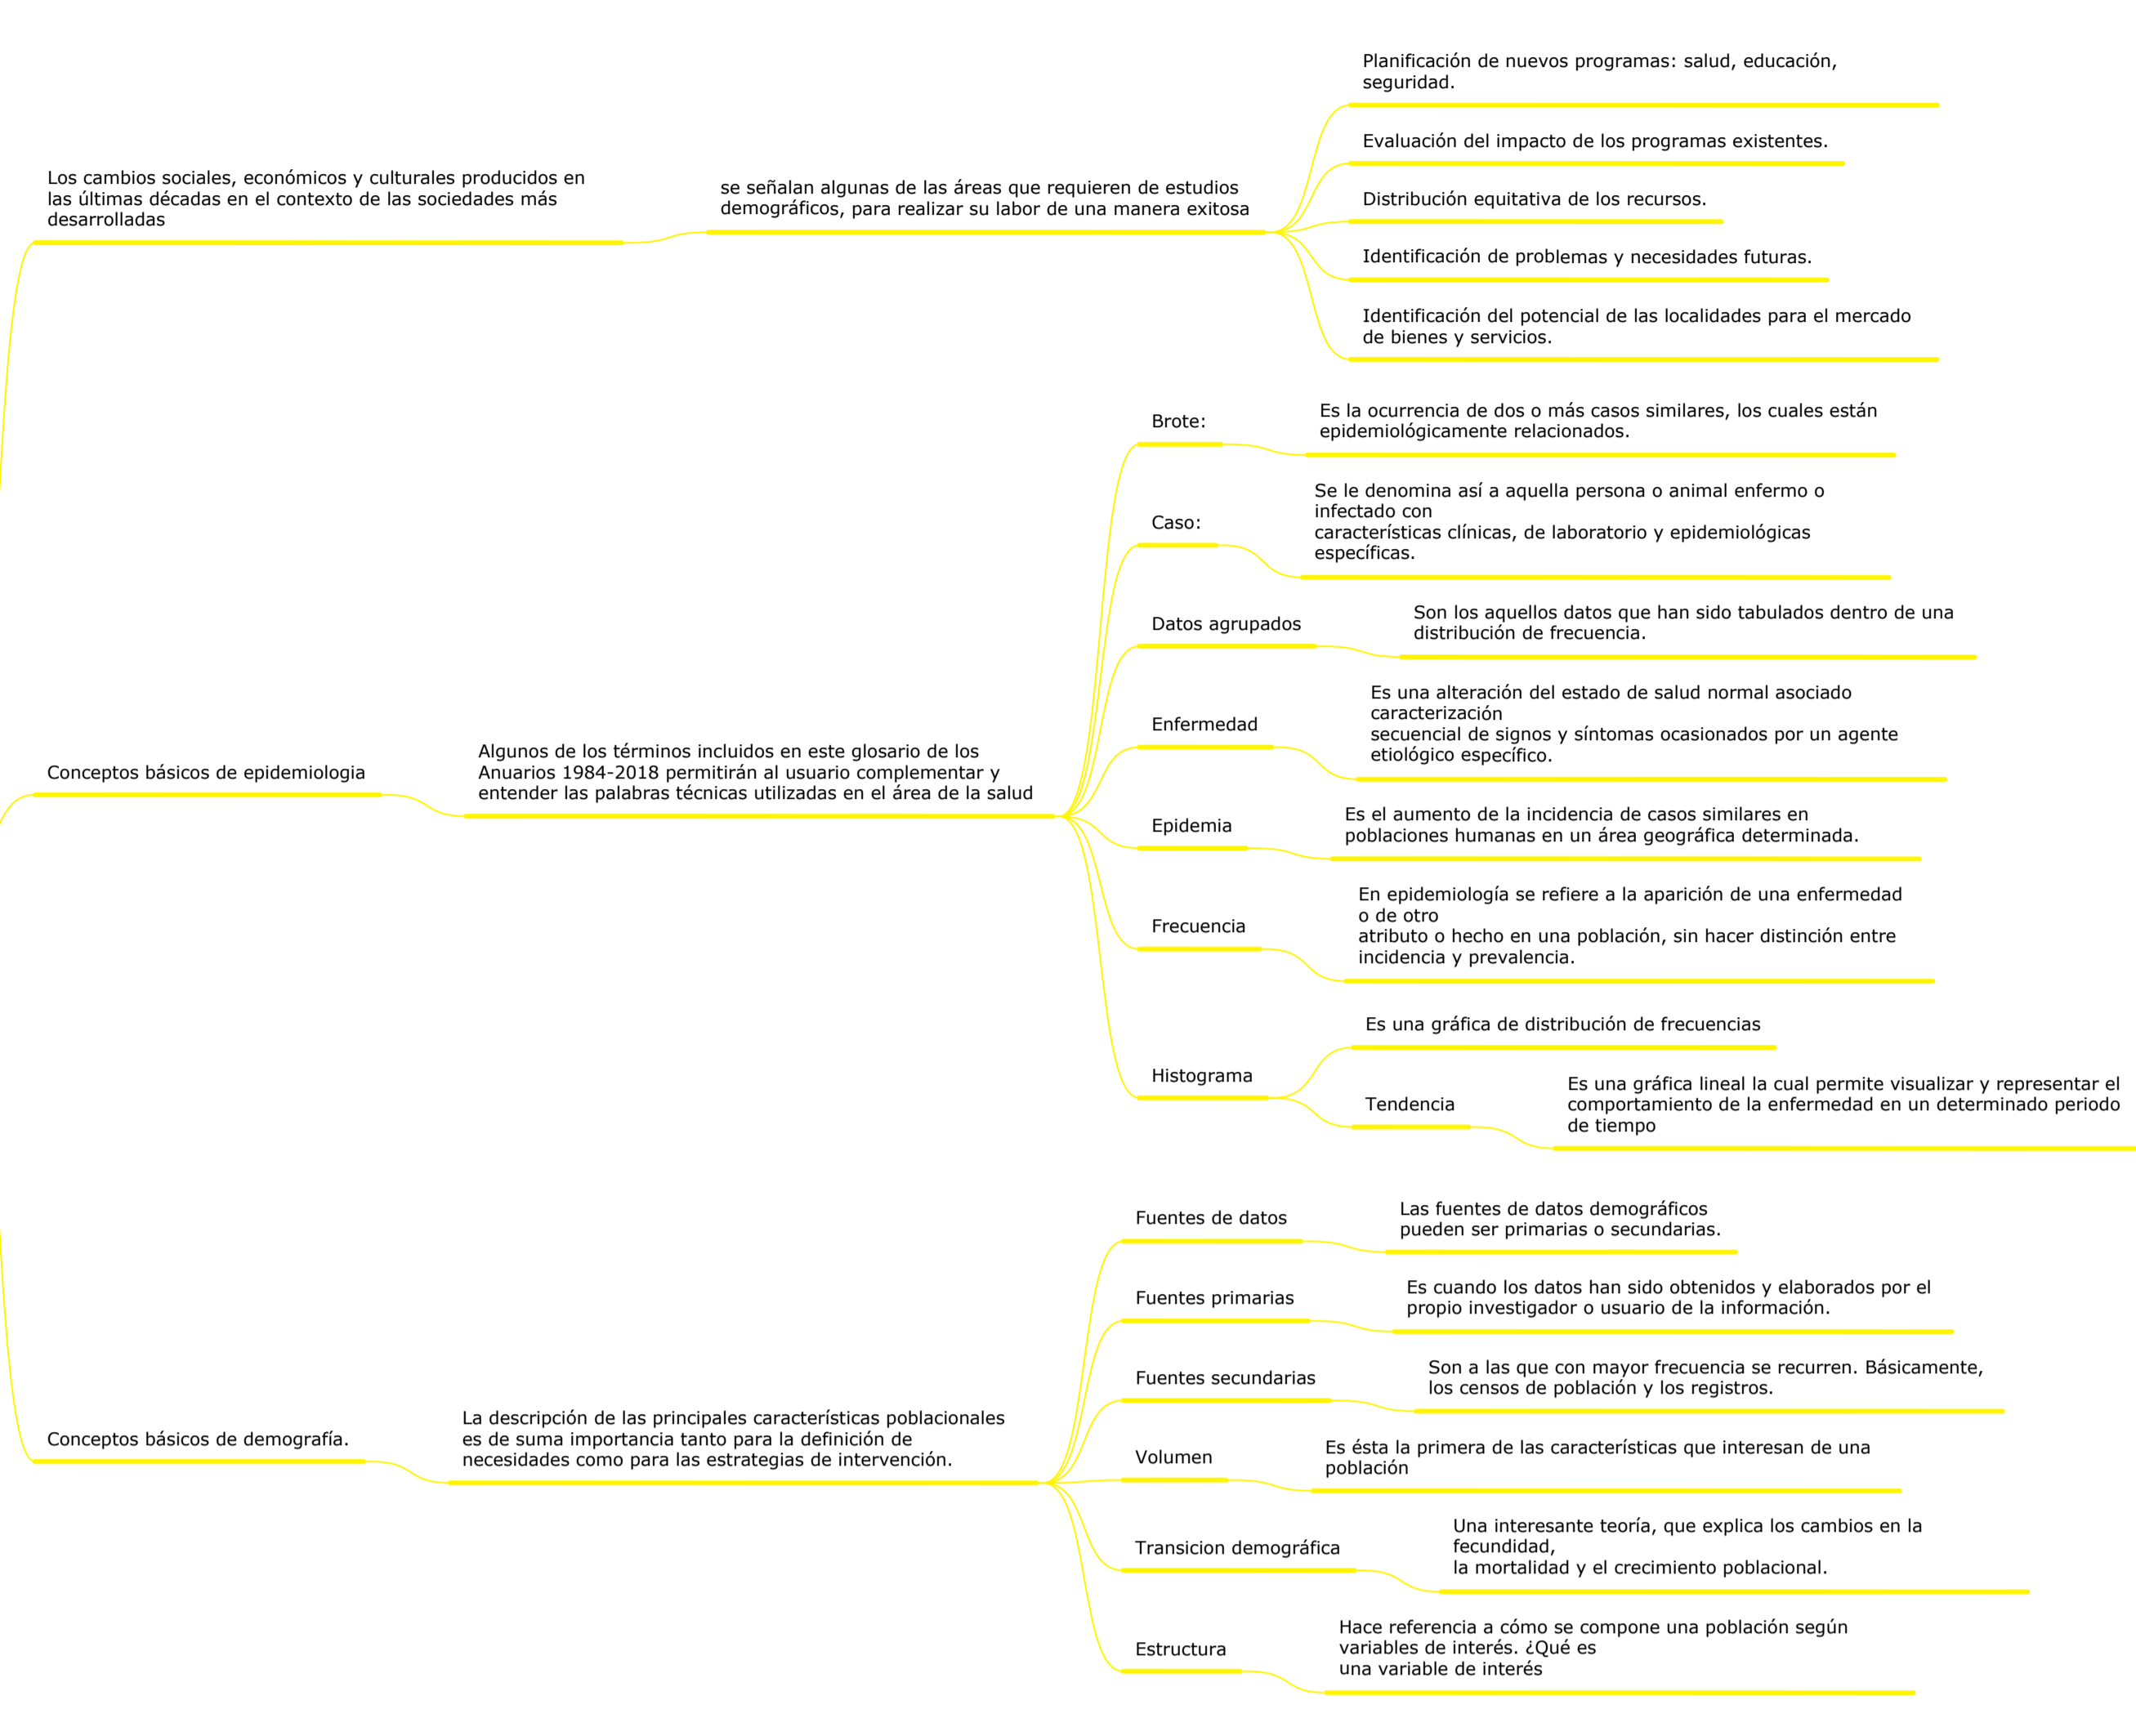 Los cambios sociales, económicos y culturales producidos en
las últimas décadas en el contexto de las sociedades más
desarrolladas
se señalan algunas de las áreas que requieren de estudios
demográficos, para realizar su labor de una manera exitosa
Planificación de nuevos programas: salud, educación,
seguridad.
Evaluación del impacto de los programas existentes.
Distribución equitativa de los recursos.
Identificación de problemas y necesidades futuras.
Identificación del potencial de las localidades para el mercado
de bienes y servicios.
Conceptos básicos de epidemiologia
Algunos de los términos incluidos en este glosario de los
Anuarios 1984-2018 permitirán al usuario complementar y
entender las palabras técnicas utilizadas en el área de la salud
Brote:
Es la ocurrencia de dos o más casos similares, los cuales están
epidemiológicamente relacionados.
Caso:
Se le denomina así a aquella persona o animal enfermo o
infectado con
características clínicas, de laboratorio y epidemiológicas
específicas.
Datos agrupados
Son los aquellos datos que han sido tabulados dentro de una
distribución de frecuencia.
Enfermedad
Es una alteración del estado de salud normal asociado
caracterización
secuencial de signos y síntomas ocasionados por un agente
etiológico específico.
Epidemia
Es el aumento de la incidencia de casos similares en
poblaciones humanas en un área geográfica determinada.
Frecuencia
En epidemiología se refiere a la aparición de una enfermedad
o de otro
atributo o hecho en una población, sin hacer distinción entre
incidencia y prevalencia.
Histograma
Es una gráfica de distribución de frecuencias
Tendencia
Es una gráfica lineal la cual permite visualizar y representar el
comportamiento de la enfermedad en un determinado periodo
de tiempo
Conceptos básicos de demografía.
La descripción de las principales características poblacionales
es de suma importancia tanto para la definición de
necesidades como para las estrategias de intervención.
Fuentes de datos
Las fuentes de datos demográficos
pueden ser primarias o secundarias.
Fuentes primarias
Es cuando los datos han sido obtenidos y elaborados por el
propio investigador o usuario de la información.
Fuentes secundarias
Son a las que con mayor frecuencia se recurren. Básicamente,
los censos de población y los registros.
Volumen
Es ésta la primera de las características que interesan de una
población
Transicion demográfica
Una interesante teoría, que explica los cambios en la
fecundidad,
la mortalidad y el crecimiento poblacional.
Estructura
Hace referencia a cómo se compone una población según
variables de interés. ¿Qué es
una variable de interés